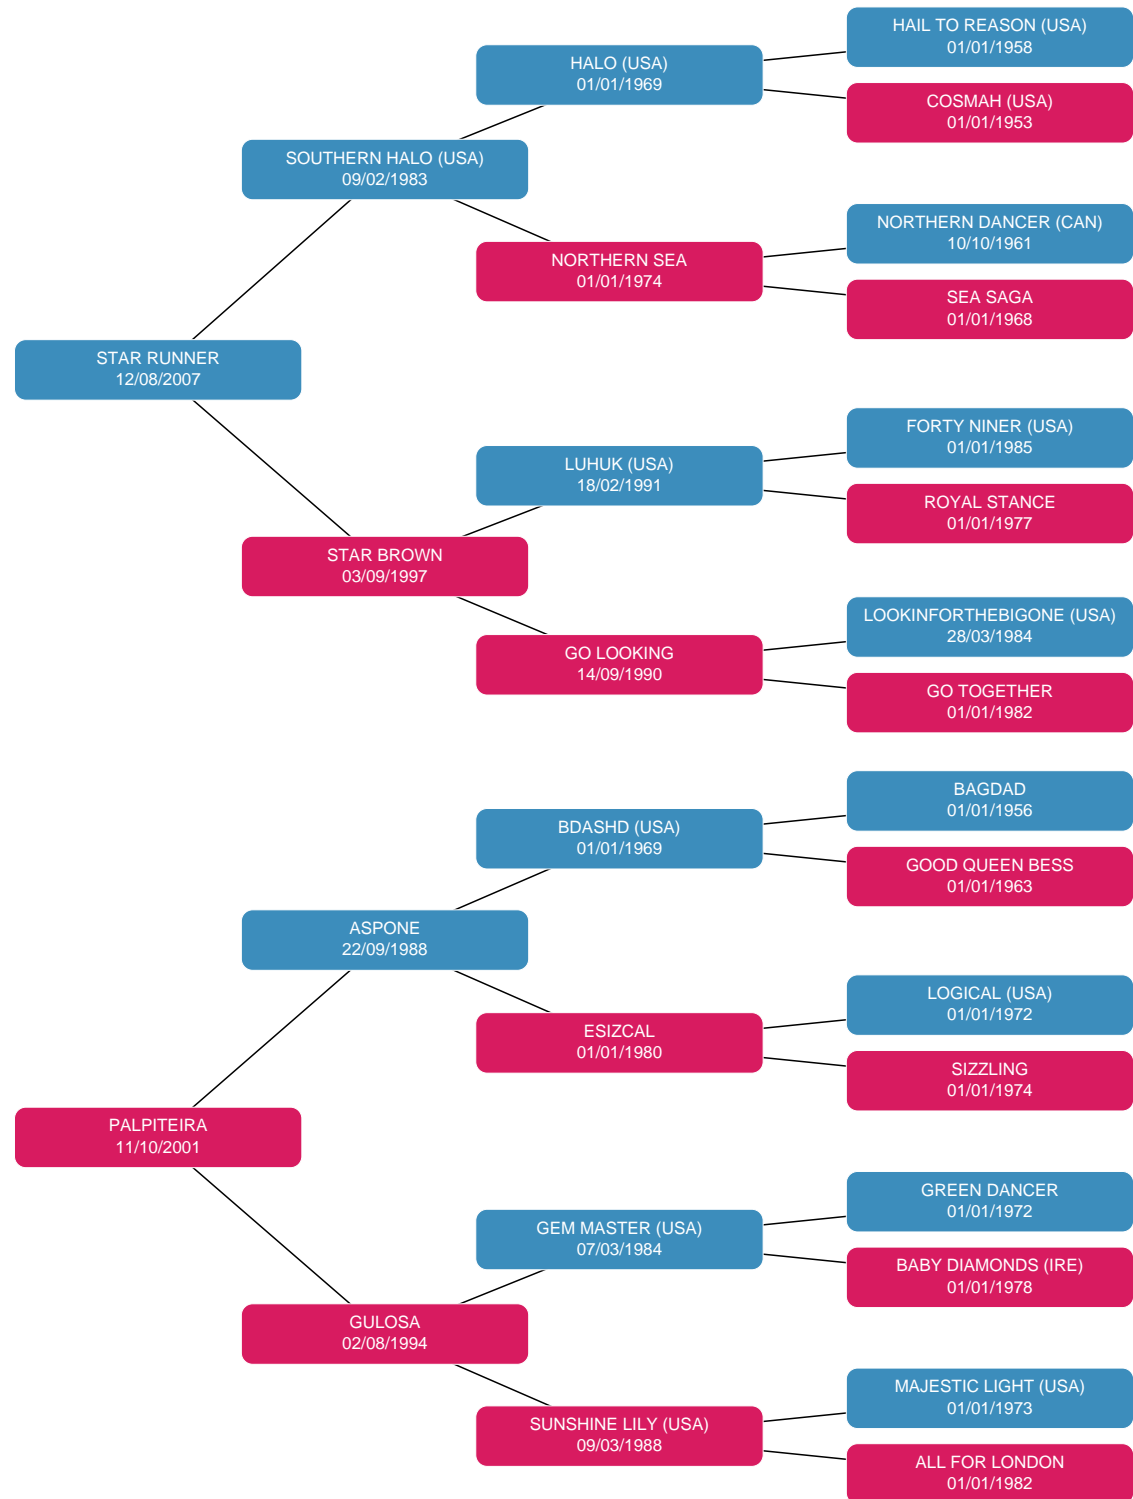 HAIL TO REASON (USA)
01/01/1958
HALO (USA)
01/01/1969
COSMAH (USA)
01/01/1953
SOUTHERN HALO (USA)
09/02/1983
NORTHERN DANCER (CAN)
10/10/1961
NORTHERN SEA
01/01/1974
SEA SAGA
01/01/1968
STAR RUNNER
12/08/2007
FORTY NINER (USA)
01/01/1985
LUHUK (USA)
18/02/1991
ROYAL STANCE
01/01/1977
STAR BROWN
03/09/1997
LOOKINFORTHEBIGONE (USA)
28/03/1984
GO LOOKING
14/09/1990
GO TOGETHER
01/01/1982
BAGDAD
01/01/1956
BDASHD (USA)
01/01/1969
GOOD QUEEN BESS
01/01/1963
ASPONE
22/09/1988
LOGICAL (USA)
01/01/1972
ESIZCAL
01/01/1980
SIZZLING
01/01/1974
PALPITEIRA
11/10/2001
GREEN DANCER
01/01/1972
GEM MASTER (USA)
07/03/1984
BABY DIAMONDS (IRE)
01/01/1978
GULOSA
02/08/1994
MAJESTIC LIGHT (USA)
01/01/1973
SUNSHINE LILY (USA)
09/03/1988
ALL FOR LONDON
01/01/1982